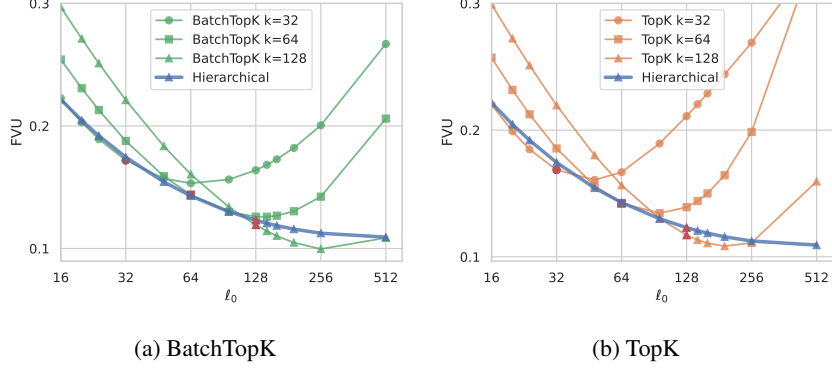 0.3
0.2
0.1
FVU
BatchTopK k=32
BatchTopK k=64
BatchTopK k=128
Hierarchical
16 32 64 128 256 512
ℓ₀
(a) BatchTopK
0.3
0.2
0.1
FVU
TopK k=32
TopK k=64
TopK k=128
Hierarchical
16 32 64 128 256 512
ℓ₀
(b) TopK